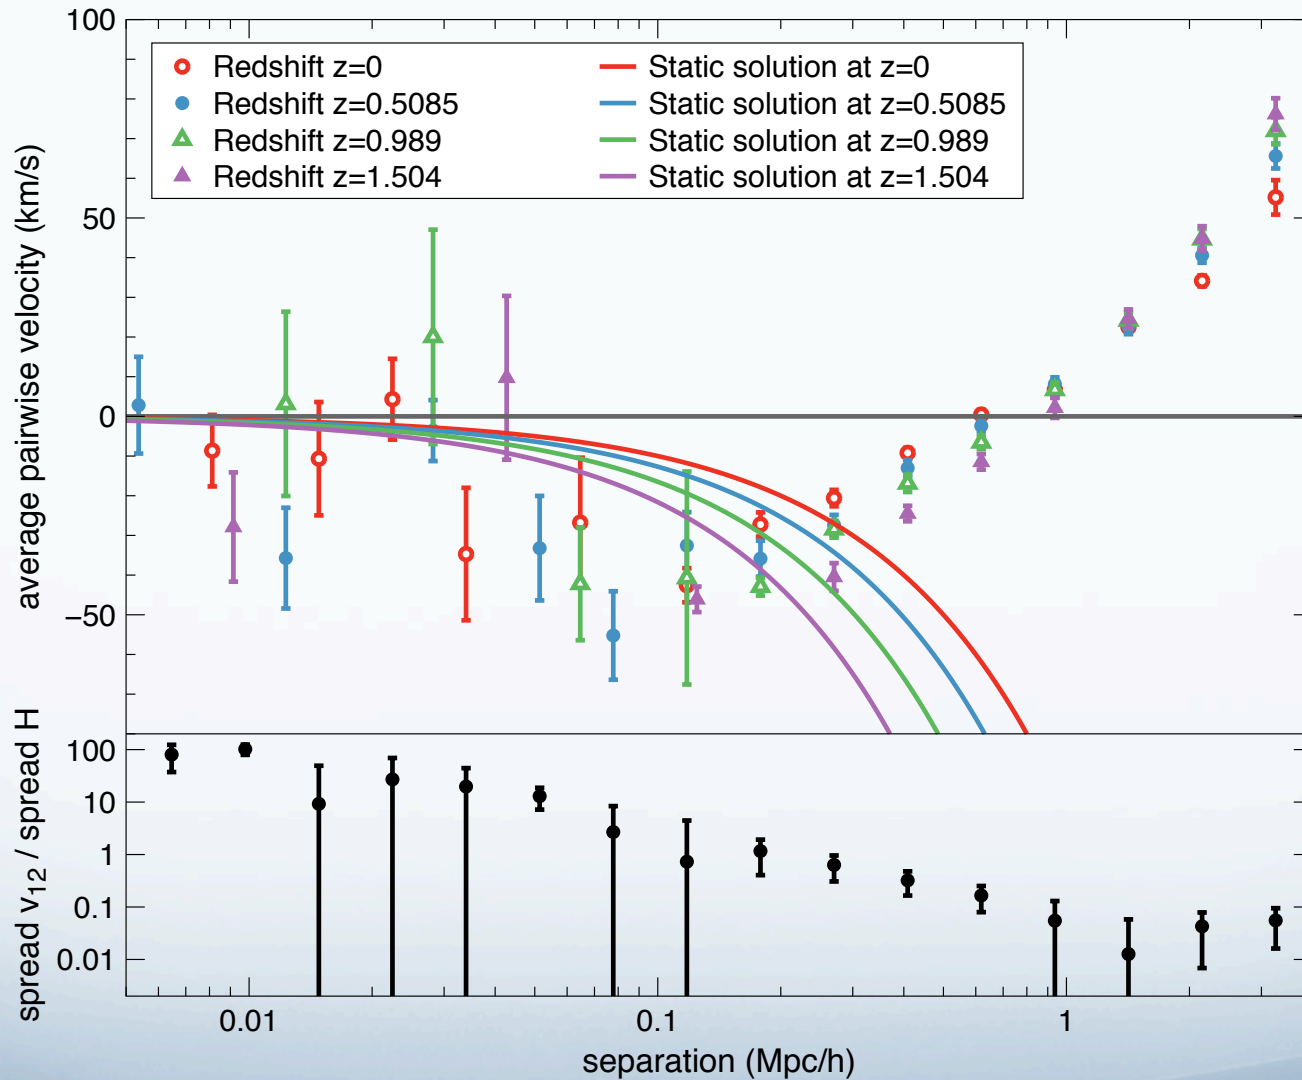 100
50
0
−50
average pairwise velocity (km/s)
Redshift z=0
Redshift z=0.5085
Redshift z=0.989
Redshift z=1.504
Static solution at z=0
Static solution at z=0.5085
Static solution at z=0.989
Static solution at z=1.504
100
10
1
0.1
0.01
spread v12 / spread H
0.01
0.1
1
separation (Mpc/h)